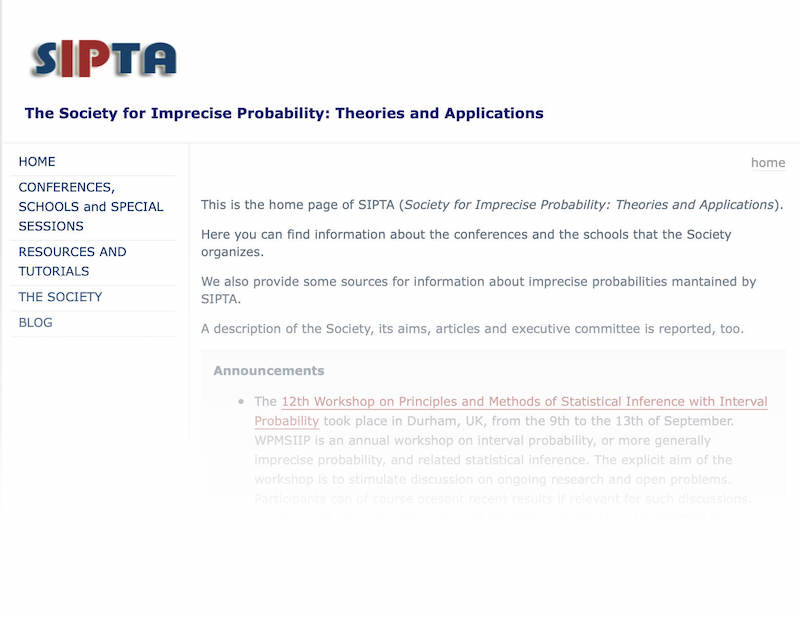 SIPTA
The Society for Imprecise Probability: Theories and Applications
HOME
CONFERENCES,
SCHOOLS and SPECIAL
SESSIONS
RESOURCES AND
TUTORIALS
THE SOCIETY
BLOG
home
This is the home page of SIPTA (Society for Imprecise Probability: Theories and Applications).
Here you can find information about the conferences and the schools that the Society
organizes.
We also provide some sources for information about imprecise probabilities mantained by
SIPTA.
A description of the Society, its aims, articles and executive committee is reported, too.
Announcements
• The 12th Workshop on Principles and Methods of Statistical Inference with Interval
Probability took place in Durham, UK, from the 9th to the 13th of September.
WPMSIIP is an annual workshop on interval probability, or more generally
imprecise probability, and related statistical inference. The explicit aim of the
workshop is to stimulate discussion on ongoing research and open problems.
Participants can of course present recent results if relevant for such discussions.